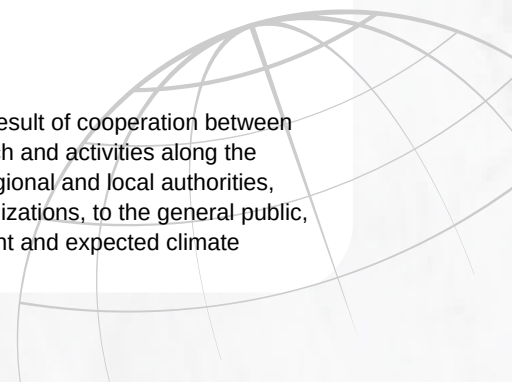 esult of cooperation between
h and activities along the
gional and local authorities,
izations, to the general public,
nt and expected climate